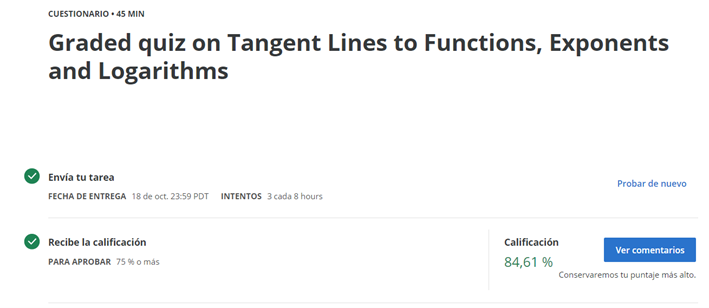 CUESTIONARIO • 45 MIN
Graded quiz on Tangent Lines to Functions, Exponents
and Logarithms
Envía tu tarea
FECHA DE ENTREGA 18 de oct. 23:59 PDT INTENTOS 3 cada 8 hours
Probar de nuevo
Recibe la calificación
PARA APROBAR 75 % o más
Calificación
84,61 %
Ver comentarios
Conservaremos tu puntaje más alto.